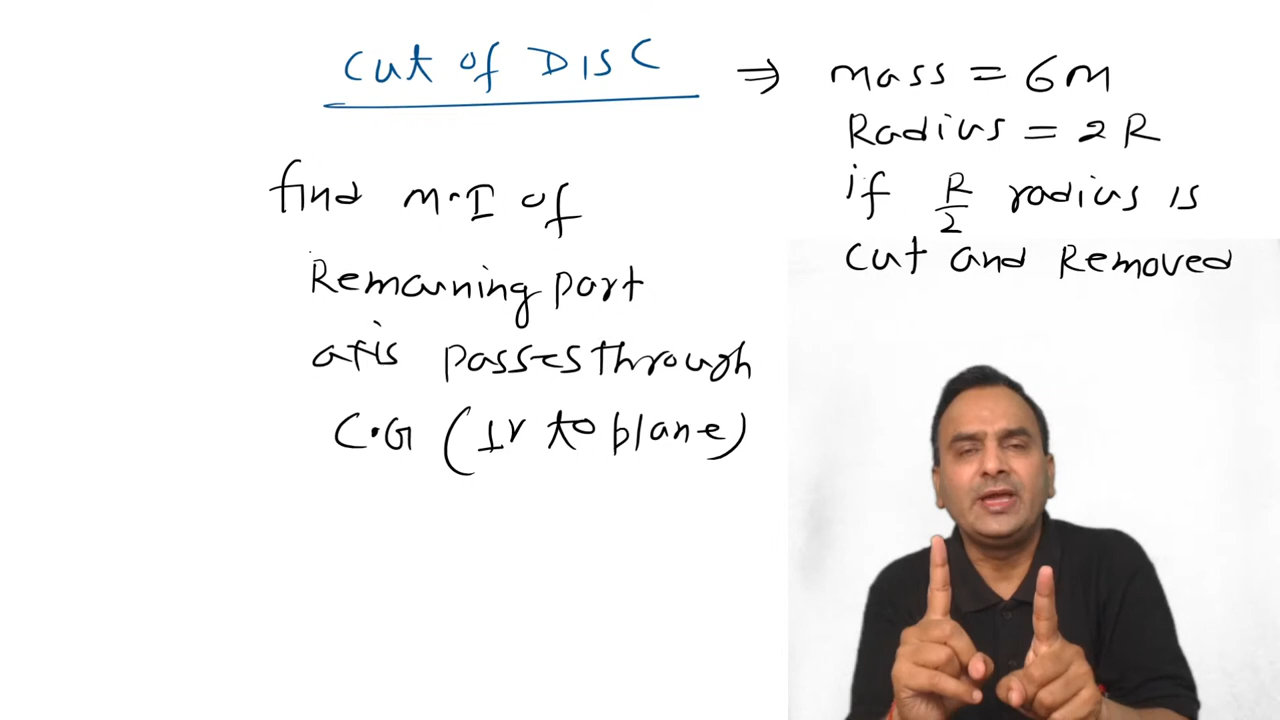 Cut of DISC
⇒ mass = 6M
Radius = 2R
if R/2 radius is
cut and Removed
find M.I of
Remaining part
axis passes through
C.G (⊥r to plane)